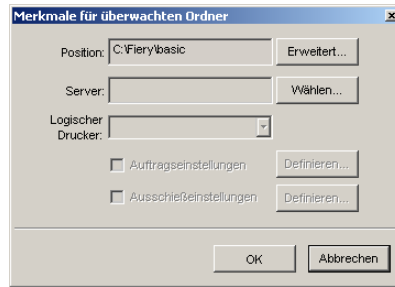 Merkmale für überwachten Ordner
Position: C:\Fiery\basic Erweitert...
Server: Wählen...
Logischer
Drucker:
Auftragseinstellungen Definieren...
Ausschießeinstellungen Definieren...
OK Abbrechen